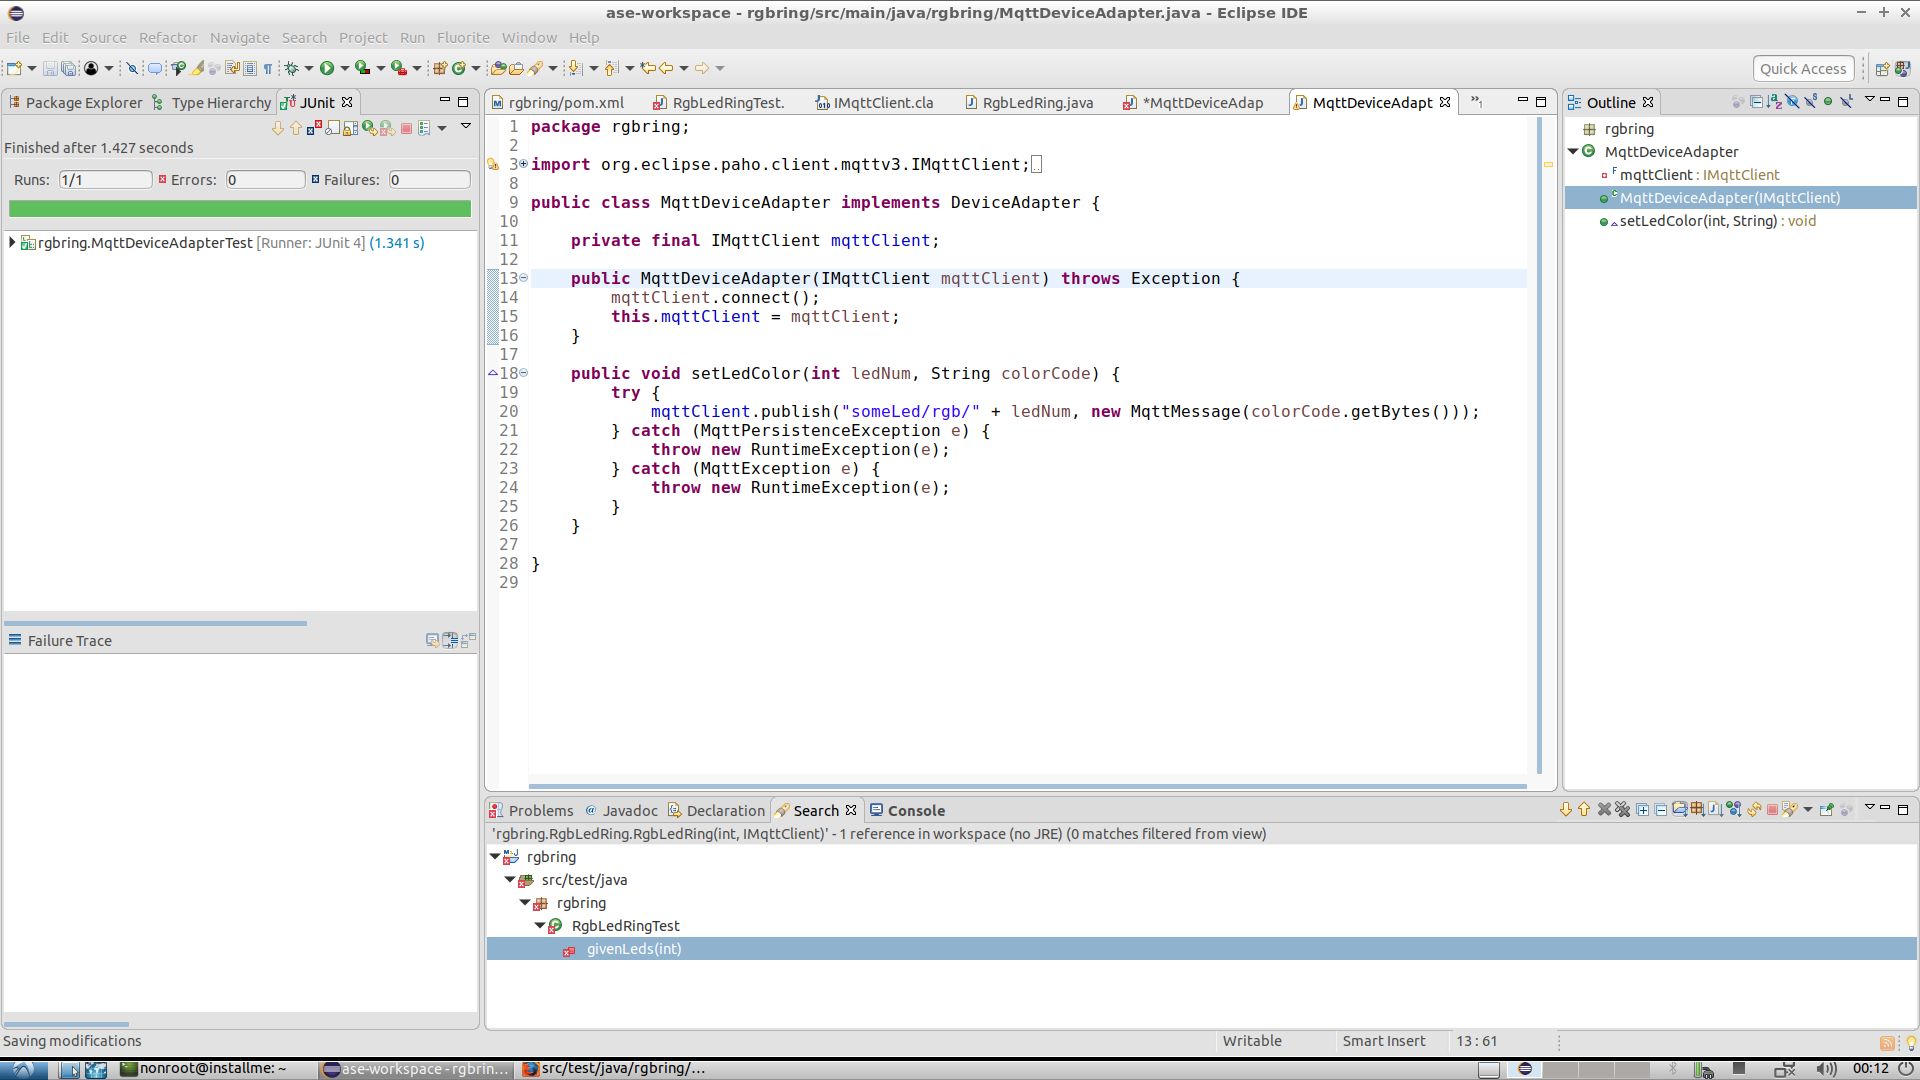 ase-workspace - rgbring/src/main/java/rgbring/MqttDeviceAdapter.java - Eclipse IDE
File Edit Source Refactor Navigate Search Project Run Fluorite Window Help
Quick Access
Package Explorer Type Hierarchy JUnit
Finished after 1.427 seconds
Runs: 1/1 Errors: 0 Failures: 0
rgbring.MqttDeviceAdapterTest [Runner: JUnit 4] (1.341 s)
Failure Trace
rgbring/pom.xml RgbLedRingTest. IMqttClient.cla RgbLedRing.java *MqttDeviceAdap MqttDeviceAdapt »1
1 package rgbring;
2
3 import org.eclipse.paho.client.mqttv3.IMqttClient;
8
9 public class MqttDeviceAdapter implements DeviceAdapter {
10
11 private final IMqttClient mqttClient;
12
13 public MqttDeviceAdapter(IMqttClient mqttClient) throws Exception {
14 mqttClient.connect();
15 this.mqttClient = mqttClient;
16 }
17
18 public void setLedColor(int ledNum, String colorCode) {
19 try {
20 mqttClient.publish("someLed/rgb/" + ledNum, new MqttMessage(colorCode.getBytes()));
21 } catch (MqttPersistenceException e) {
22 throw new RuntimeException(e);
23 } catch (MqttException e) {
24 throw new RuntimeException(e);
25 }
26 }
27
28 }
29
Outline
rgbring
MqttDeviceAdapter
mqttClient : IMqttClient
MqttDeviceAdapter(IMqttClient)
setLedColor(int, String) : void
Problems Javadoc Declaration Search Console
'rgbring.RgbLedRing.RgbLedRing(int, IMqttClient)' - 1 reference in workspace (no JRE) (0 matches filtered from view)
rgbring
src/test/java
rgbring
RgbLedRingTest
givenLeds(int)
Saving modifications Writable Smart Insert 13 : 61
nonroot@installme: ~ ase-workspace - rgbrin... src/test/java/rgbring/... 00:12